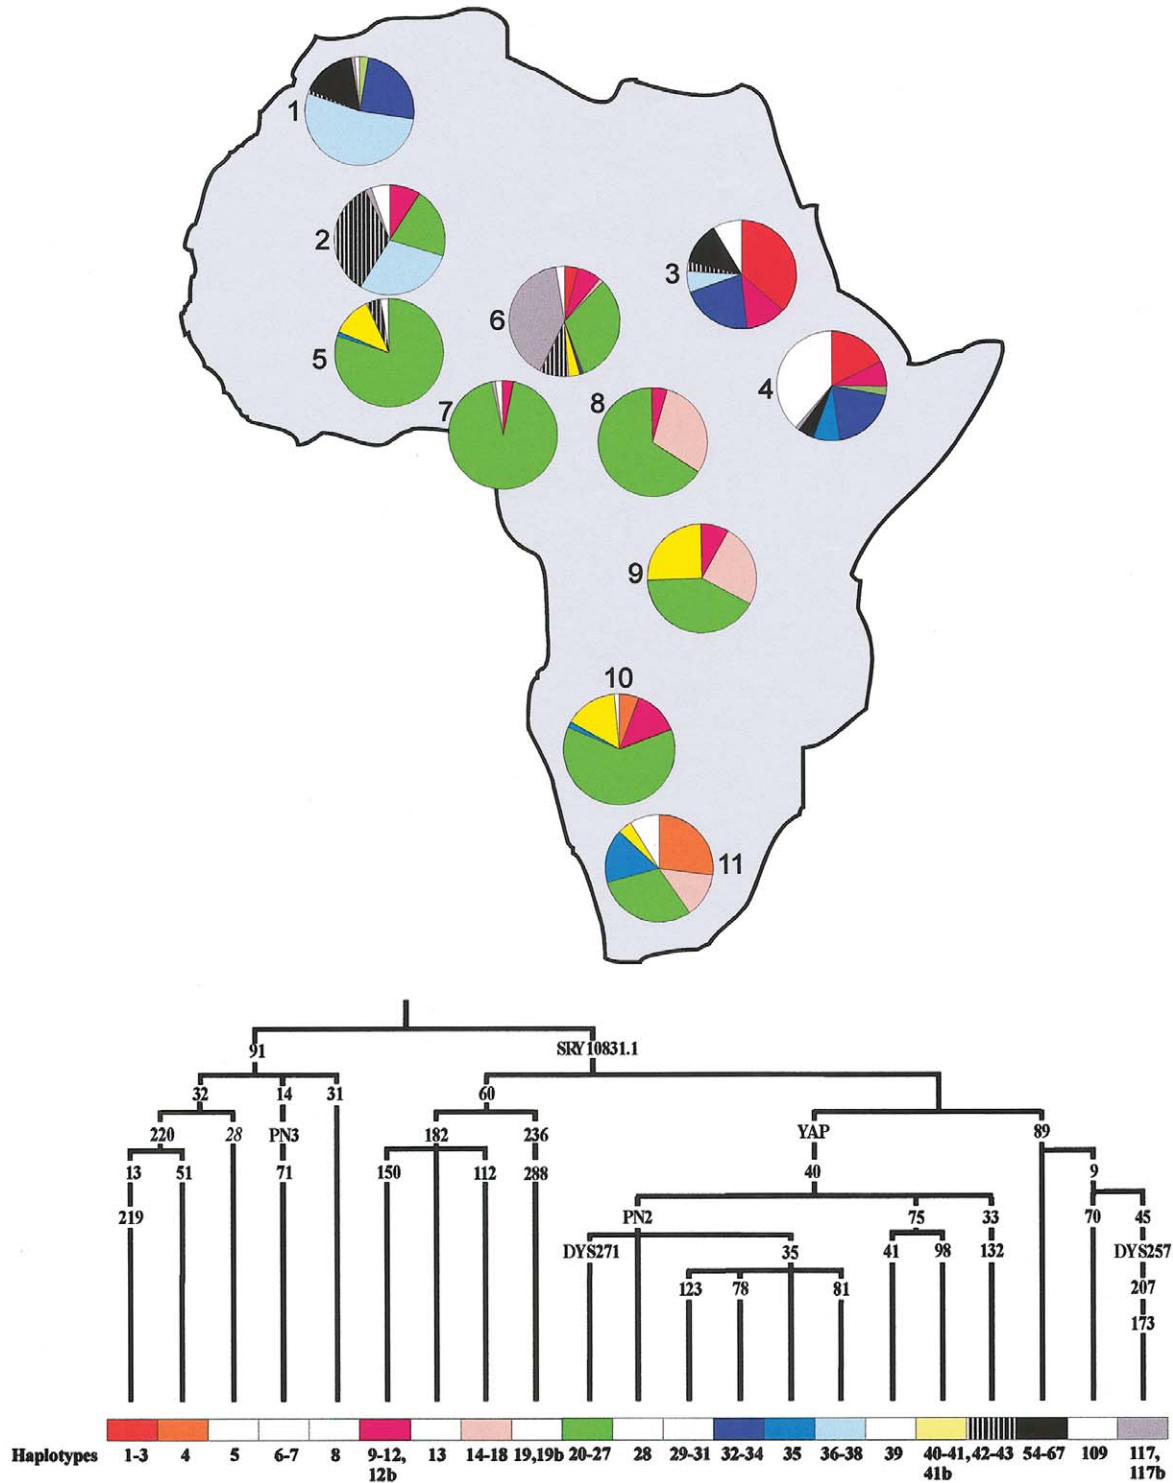 1
2
3
6
5
4
7
8
9
10
11
91
SRY10831.1
32 14 31 60
220 28 PN3 182 236 YAP 89
13 51 71 150 112 288 40 9
219 PN2 75 33 70 45
DYS271 35 41 98 132 DYS257
123 78 81 207
173
Haplotypes 1-3 4 5 6-7 8 9-12, 13 14-18 19,19b 20-27 28 29-31 32-34 35 36-38 39 40-41, 42-43 54-67 109 117,
12b 41b 117b